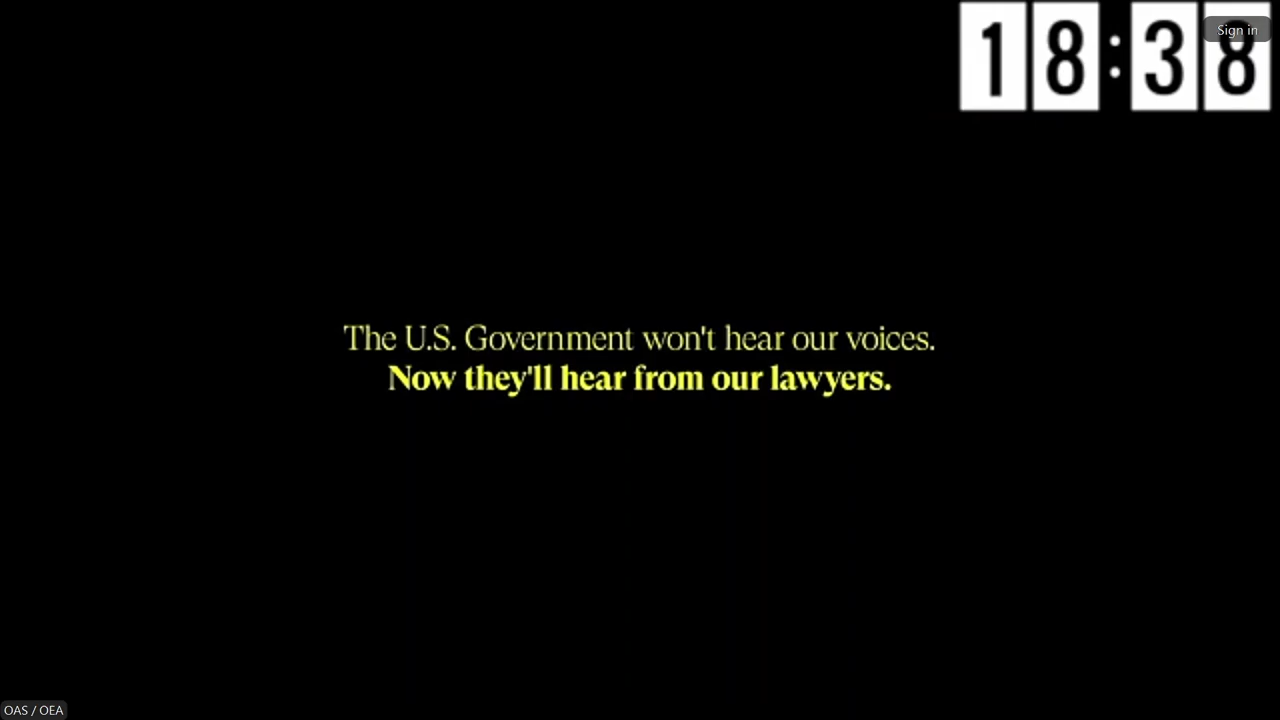 18:38
Sign in
The U.S. Government won't hear our voices.
Now they'll hear from our lawyers.
OAS / OEA